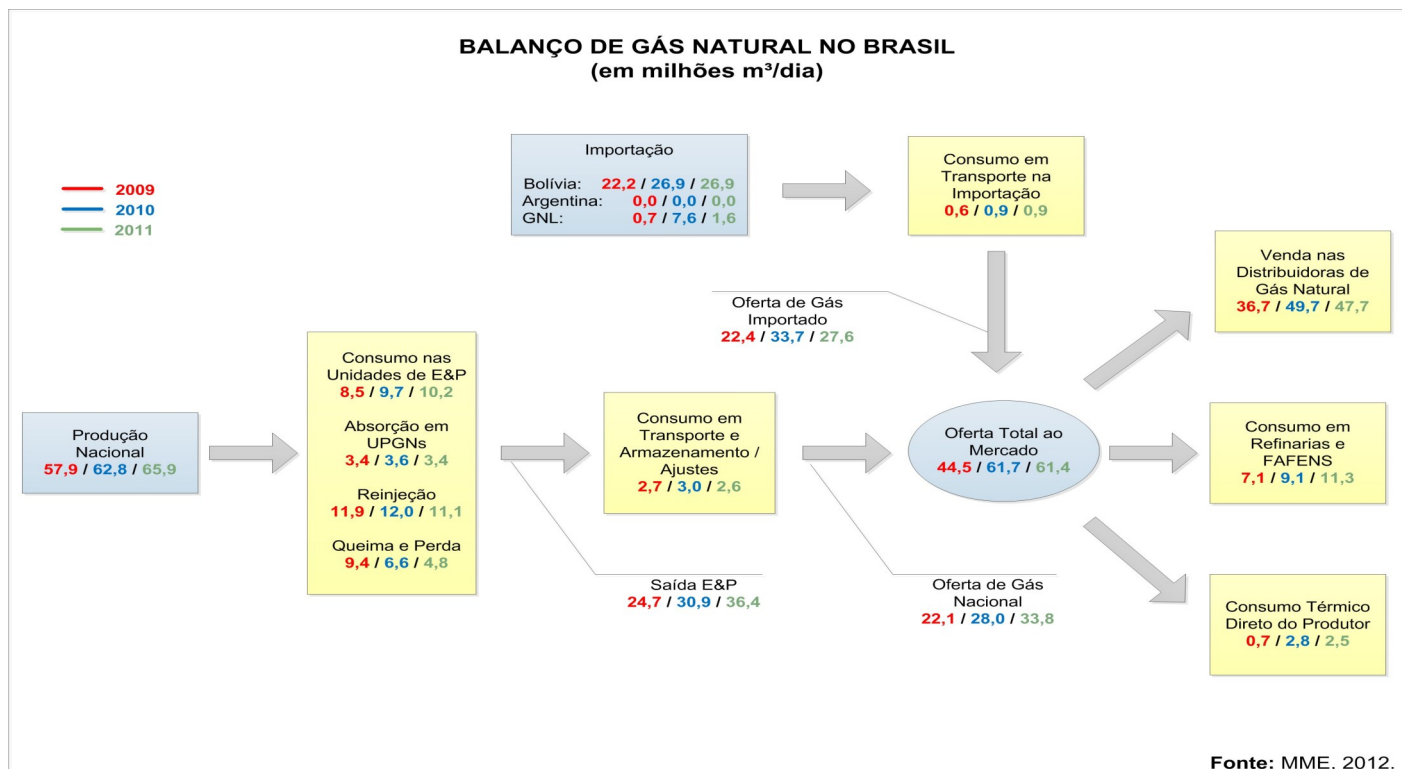 BALANÇO DE GÁS NATURAL NO BRASIL
(em milhões m³/dia)
2009
2010
2011
Importação
Bolívia: 22,2 / 26,9 / 26,9
Argentina: 0,0 / 0,0 / 0,0
GNL: 0,7 / 7,6 / 1,6
Consumo em
Transporte na
Importação
0,6 / 0,9 / 0,9
Oferta de Gás
Importado
22,4 / 33,7 / 27,6
Venda nas
Distribuidoras de
Gás Natural
36,7 / 49,7 / 47,7
Produção
Nacional
57,9 / 62,8 / 65,9
Consumo nas
Unidades de E&P
8,5 / 9,7 / 10,2
Absorção em
UPGNs
3,4 / 3,6 / 3,4
Reinjeção
11,9 / 12,0 / 11,1
Queima e Perda
9,4 / 6,6 / 4,8
Saída E&P
24,7 / 30,9 / 36,4
Consumo em
Transporte e
Armazenamento /
Ajustes
2,7 / 3,0 / 2,6
Oferta de Gás
Nacional
22,1 / 28,0 / 33,8
Oferta Total ao
Mercado
44,5 / 61,7 / 61,4
Consumo em
Refinarias e
FAFENS
7,1 / 9,1 / 11,3
Consumo Térmico
Direto do Produtor
0,7 / 2,8 / 2,5
Fonte: MME. 2012.